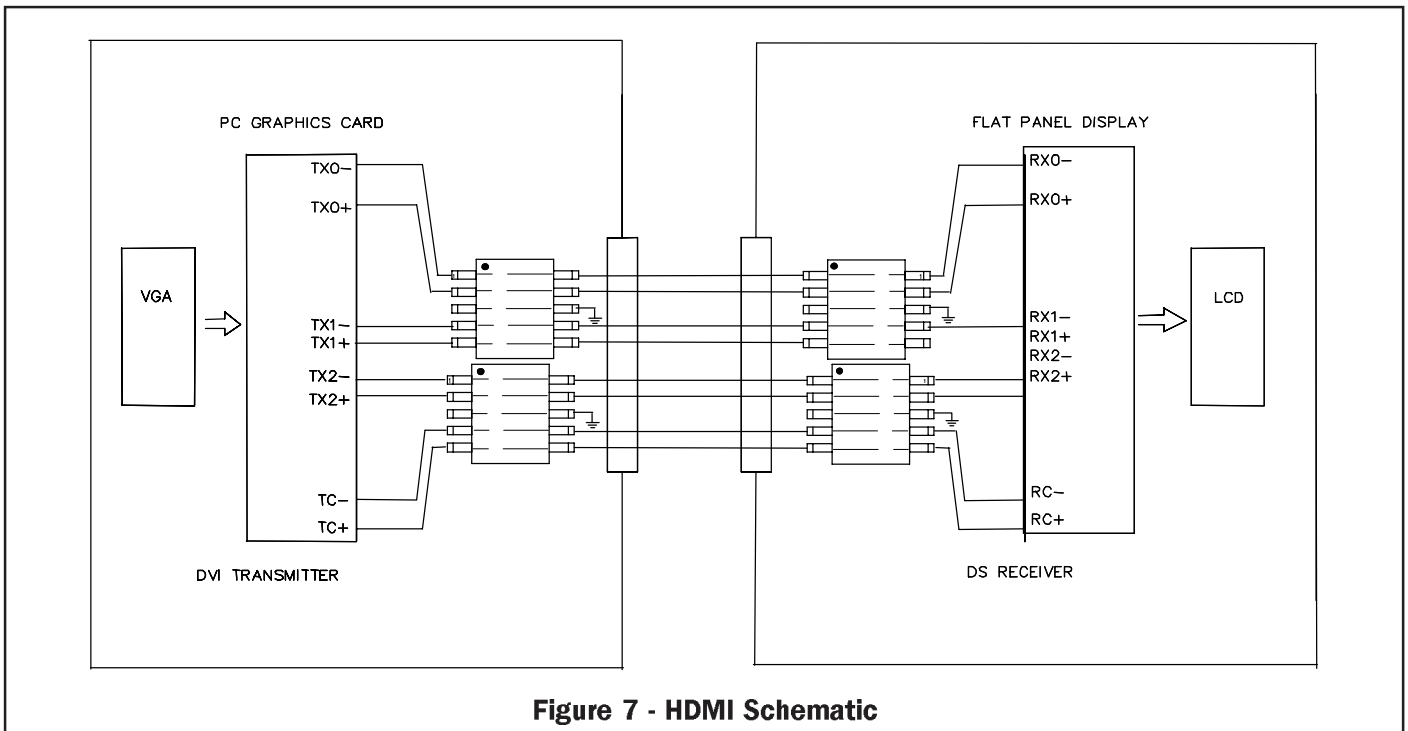 PC GRAPHICS CARD
VGA
TX0-
TX0+
TX1-
TX1+
TX2-
TX2+
TC-
TC+
DVI TRANSMITTER
FLAT PANEL DISPLAY
RX0-
RX0+
RX1-
RX1+
RX2-
RX2+
RC-
RC+
LCD
DS RECEIVER
Figure 7 - HDMI Schematic